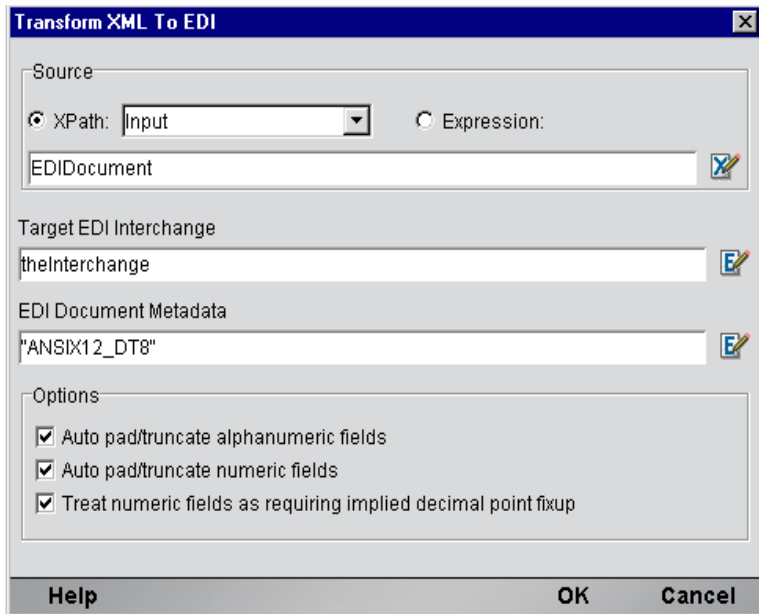 Transform XML To EDI
Source
XPath: Input Expression:
EDIDocument
Target EDI Interchange
theInterchange
EDI Document Metadata
"ANSIX12_DT8"
Options
Auto pad/truncate alphanumeric fields
Auto pad/truncate numeric fields
Treat numeric fields as requiring implied decimal point fixup
Help OK Cancel